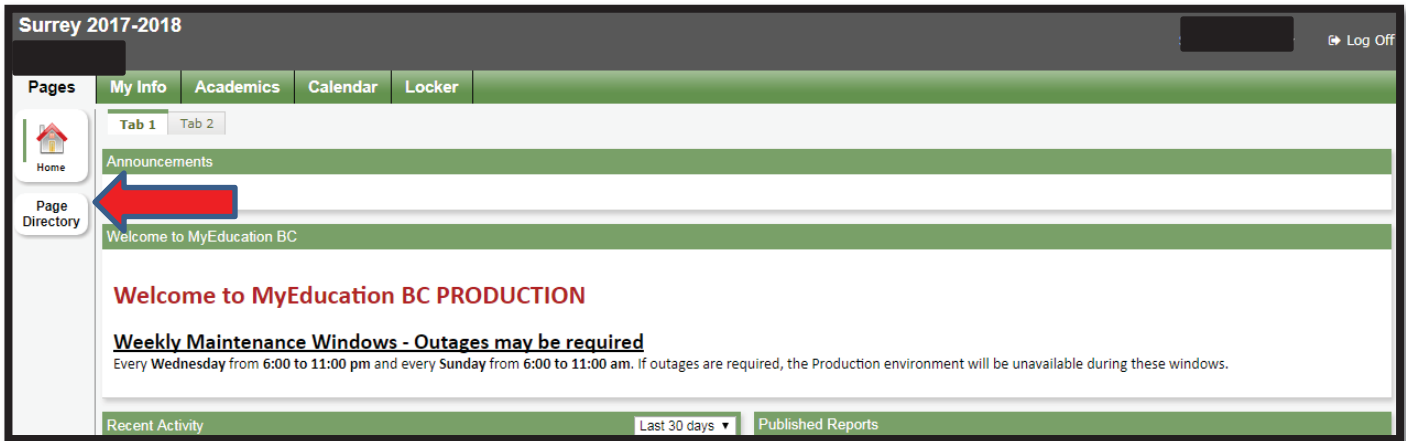 Surrey 2017-2018
Log Off
Pages My Info Academics Calendar Locker
Tab 1 Tab 2
Home
Announcements
Page
Directory
Welcome to MyEducation BC
Welcome to MyEducation BC PRODUCTION
Weekly Maintenance Windows - Outages may be required
Every Wednesday from 6:00 to 11:00 pm and every Sunday from 6:00 to 11:00 am. If outages are required, the Production environment will be unavailable during these windows.
Recent Activity Last 30 days Published Reports